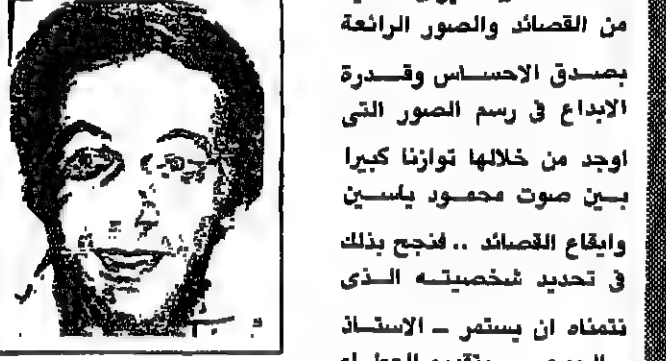 من القصائد والصور الرائعة
بصدق الاحساس وقدرة
الابداع في رسم الصور التى
اوجد من خلالها توازنا كبيرا
بين صوت محمود ياسين
وايقاع القصائد .. فنجح بذلك
في تحديد شخصيته الذى
نتمناه ان يستمر ــ الاستاذ